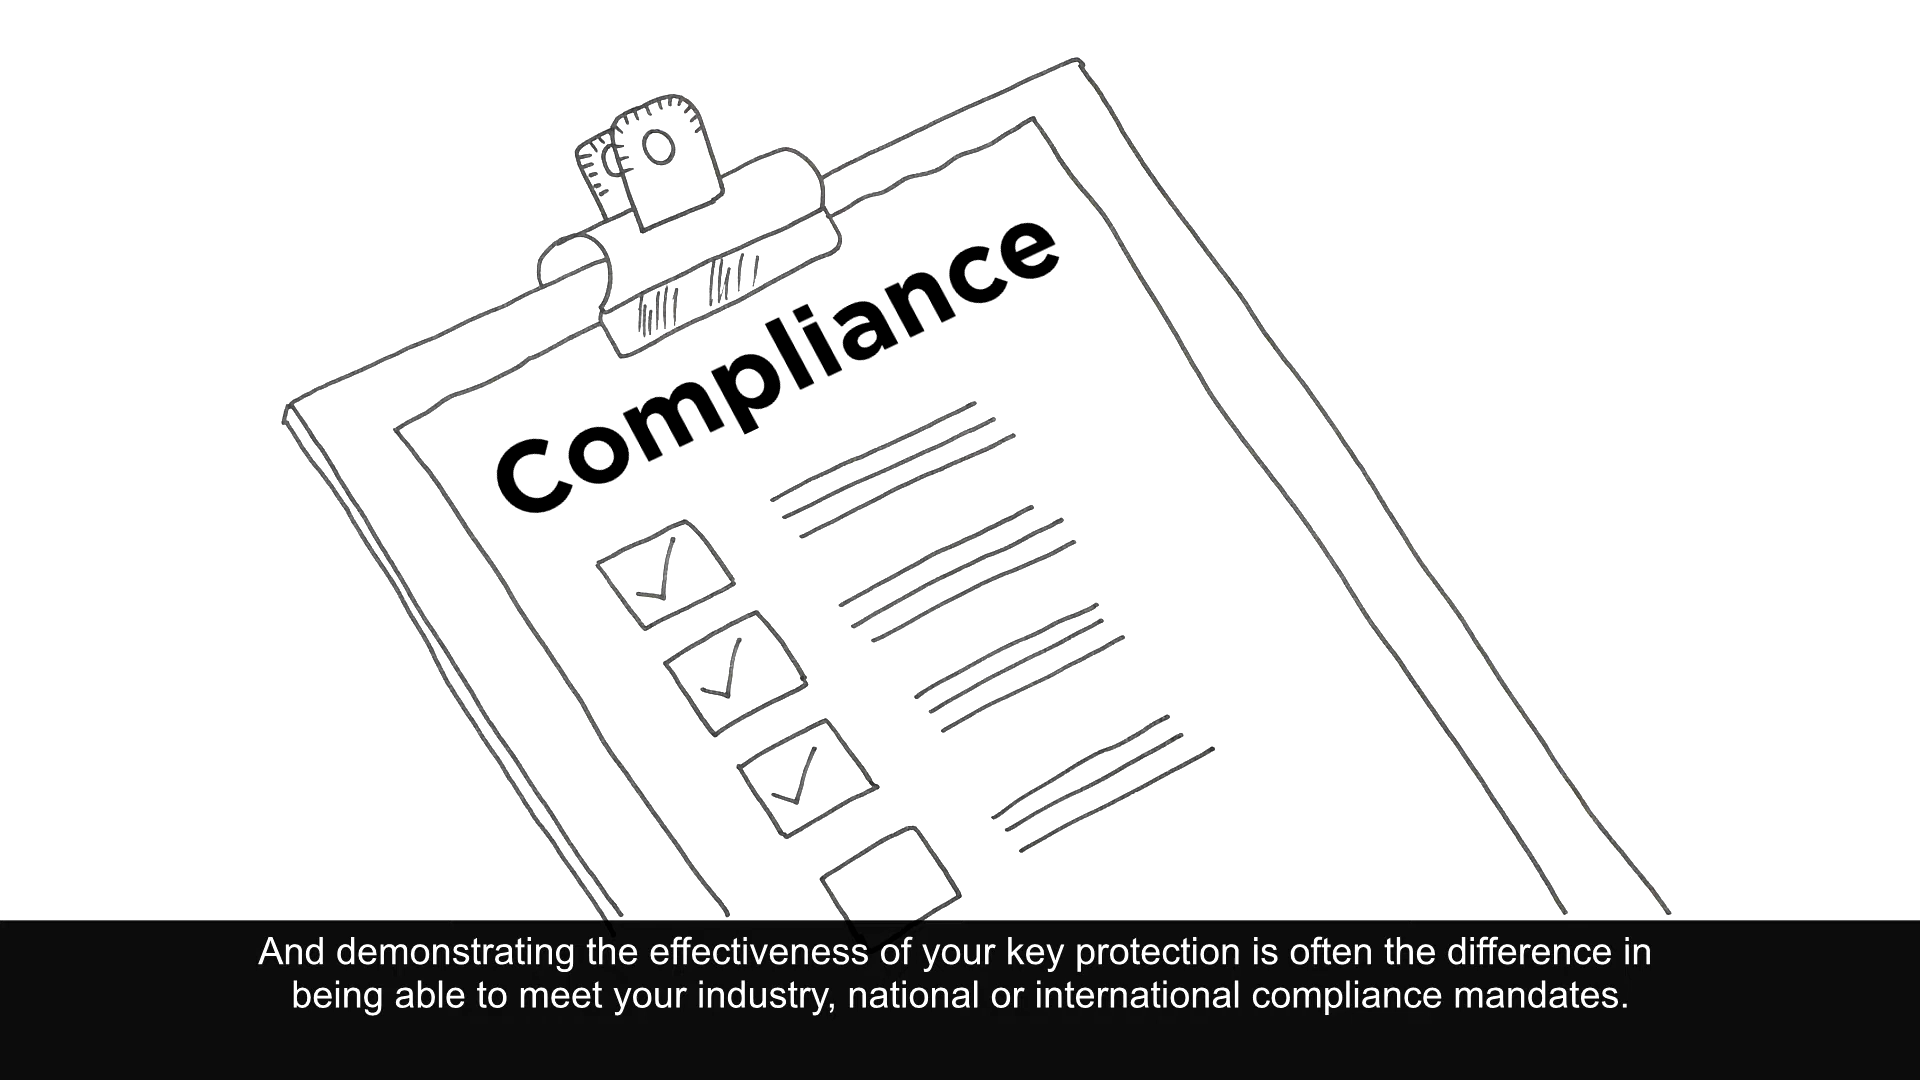 Compliance
And demonstrating the effectiveness of your key protection is often the difference in
being able to meet your industry, national or international compliance mandates.